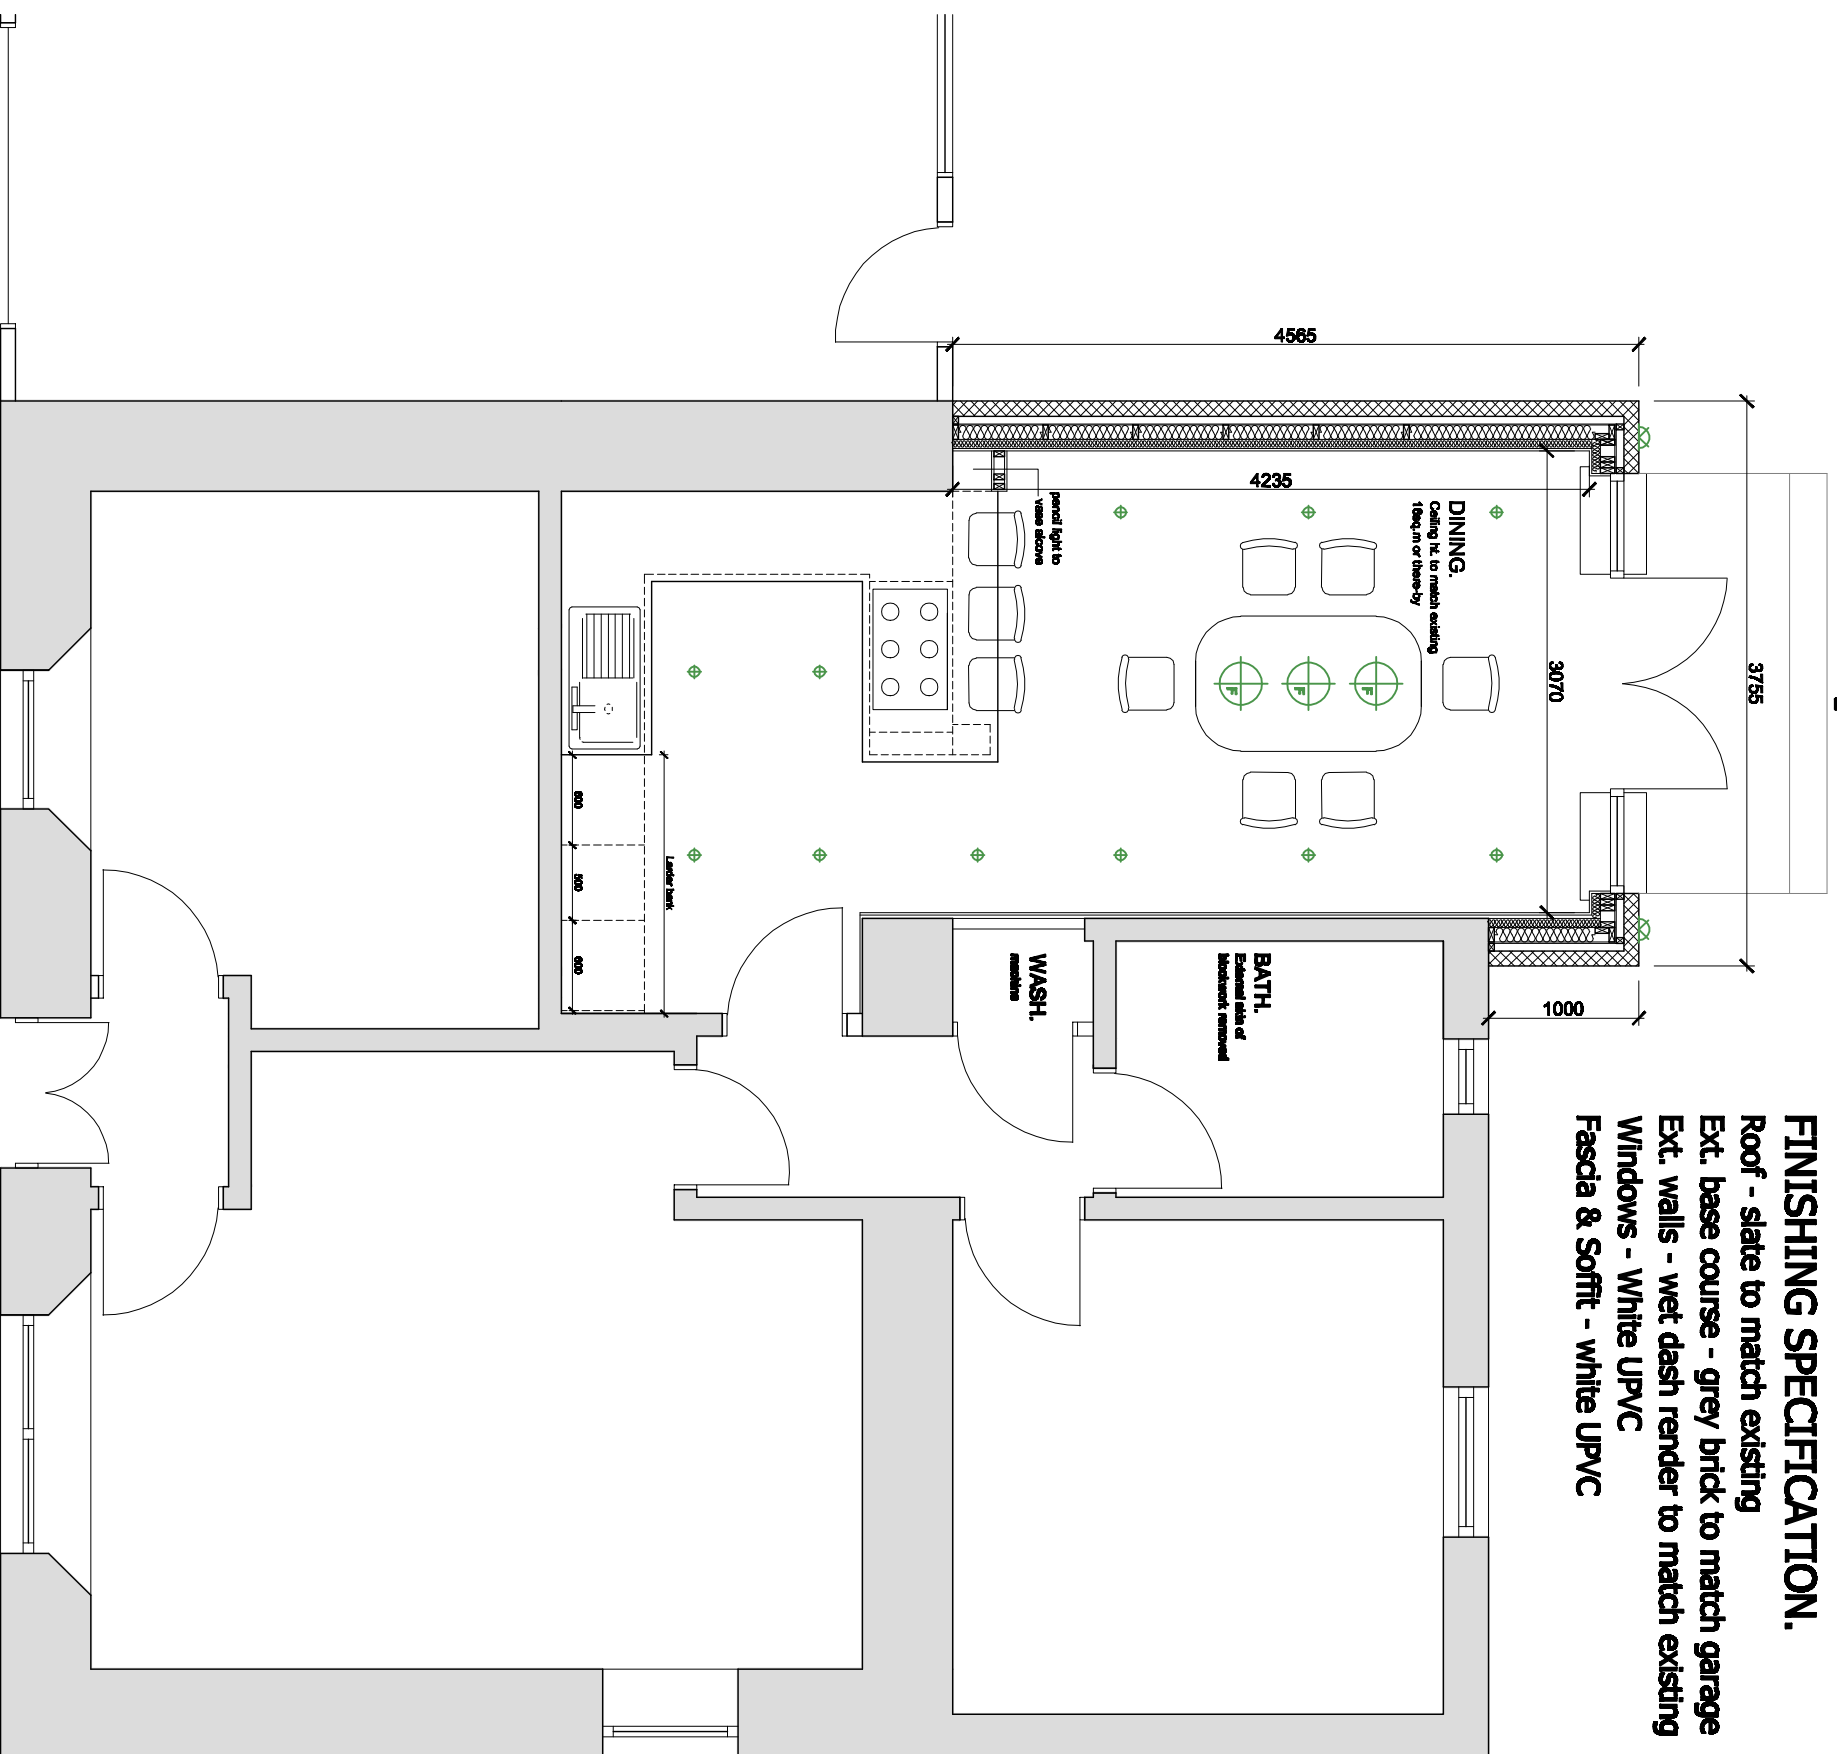 FINISHING SPECIFICATION.
Roof - slate to match existing
Ext. base course - grey brick to match garage
Ext. walls - wet dash render to match existing
Windows - White UPVC
Fascia & Soffit - white UPVC
3755
4565
3070
4235
1000
DINING.
Ceiling ht. to match existing
16sq.m or there-by
pencil light to
vase alcove
F
F
F
BATH.
External skin of
blockwork removed
WASH.
machine
Larder bank
600
500
600